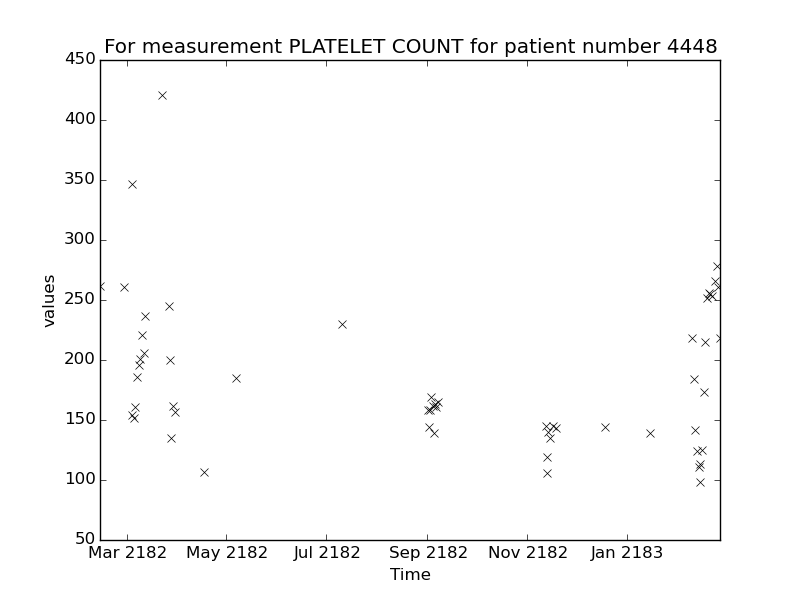 For measurement PLATELET COUNT for patient number 4448
450
400
350
300
250
200
150
100
50
values
Mar 2182 May 2182 Jul 2182 Sep 2182 Nov 2182 Jan 2183
Time